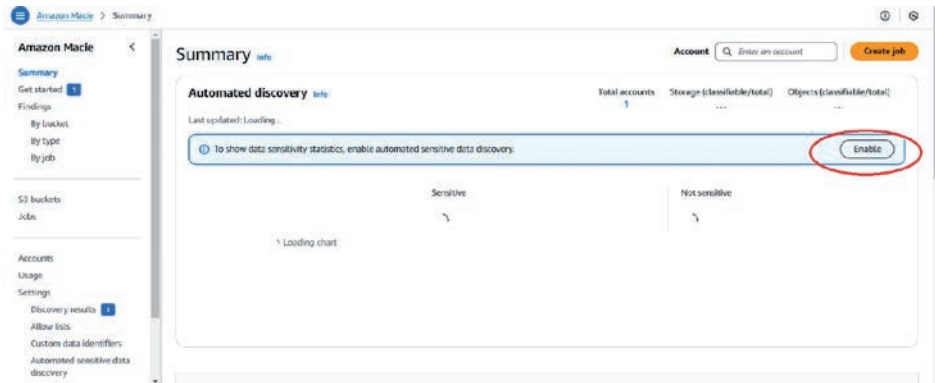 Amazon Macie > Summary
Amazon Macie <
Summary
Get started 1
Findings
By bucket
By type
By job
S3 buckets
Jobs
Accounts
Usage
Settings
Discovery results 1
Allow lists
Custom data identifiers
Automated sensitive data
discovery
Summary Info
Account Enter an account Create job
Automated discovery Info
Total accounts Storage (classifiable/total) Objects (classifiable/total)
1 --- ---
Last updated: Loading...
To show data sensitivity statistics, enable automated sensitive data discovery. Enable
Sensitive Not sensitive
Loading chart